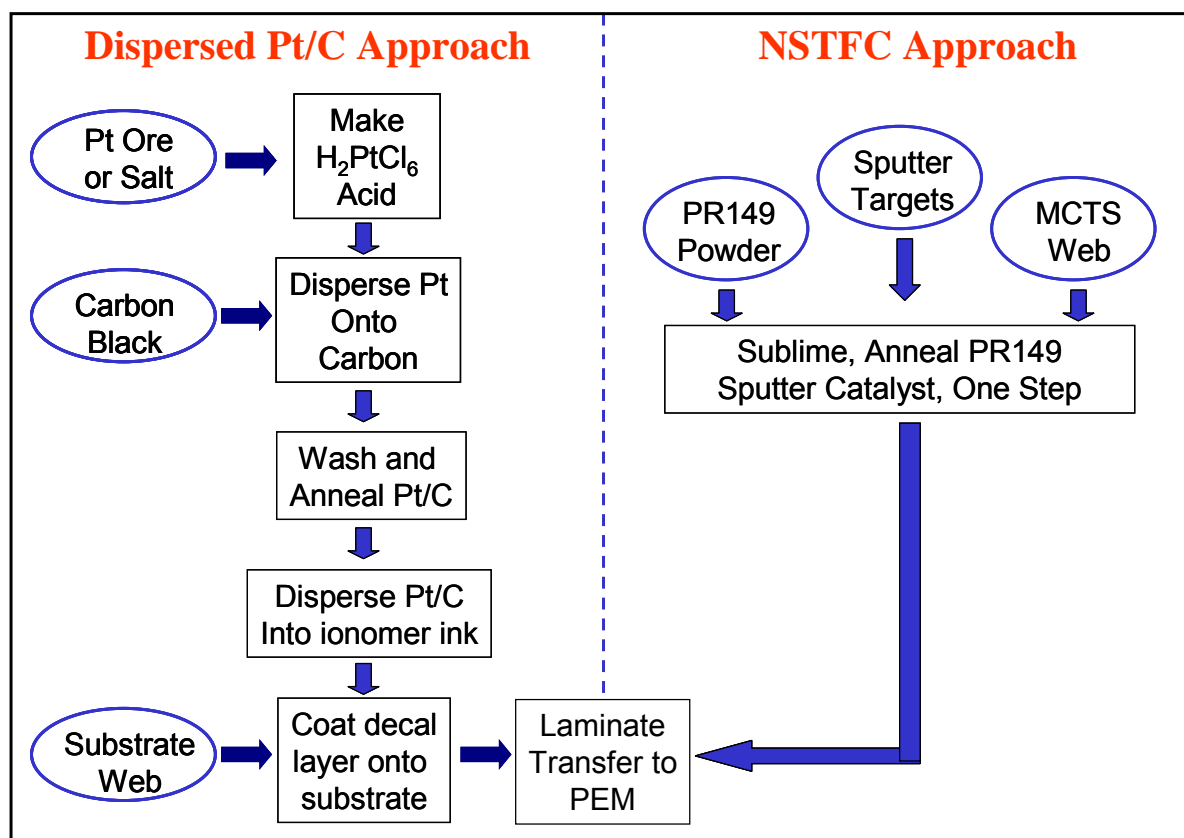 Dispersed Pt/C Approach
Pt Ore
or Salt
Make
H₂PtCl₆
Acid
Carbon
Black
Disperse Pt
Onto
Carbon
Wash and
Anneal Pt/C
Disperse Pt/C
Into ionomer ink
Substrate
Web
Coat decal
layer onto
substrate
Laminate
Transfer to
PEM
NSTFC Approach
PR149
Powder
Sputter
Targets
MCTS
Web
Sublime, Anneal PR149
Sputter Catalyst, One Step